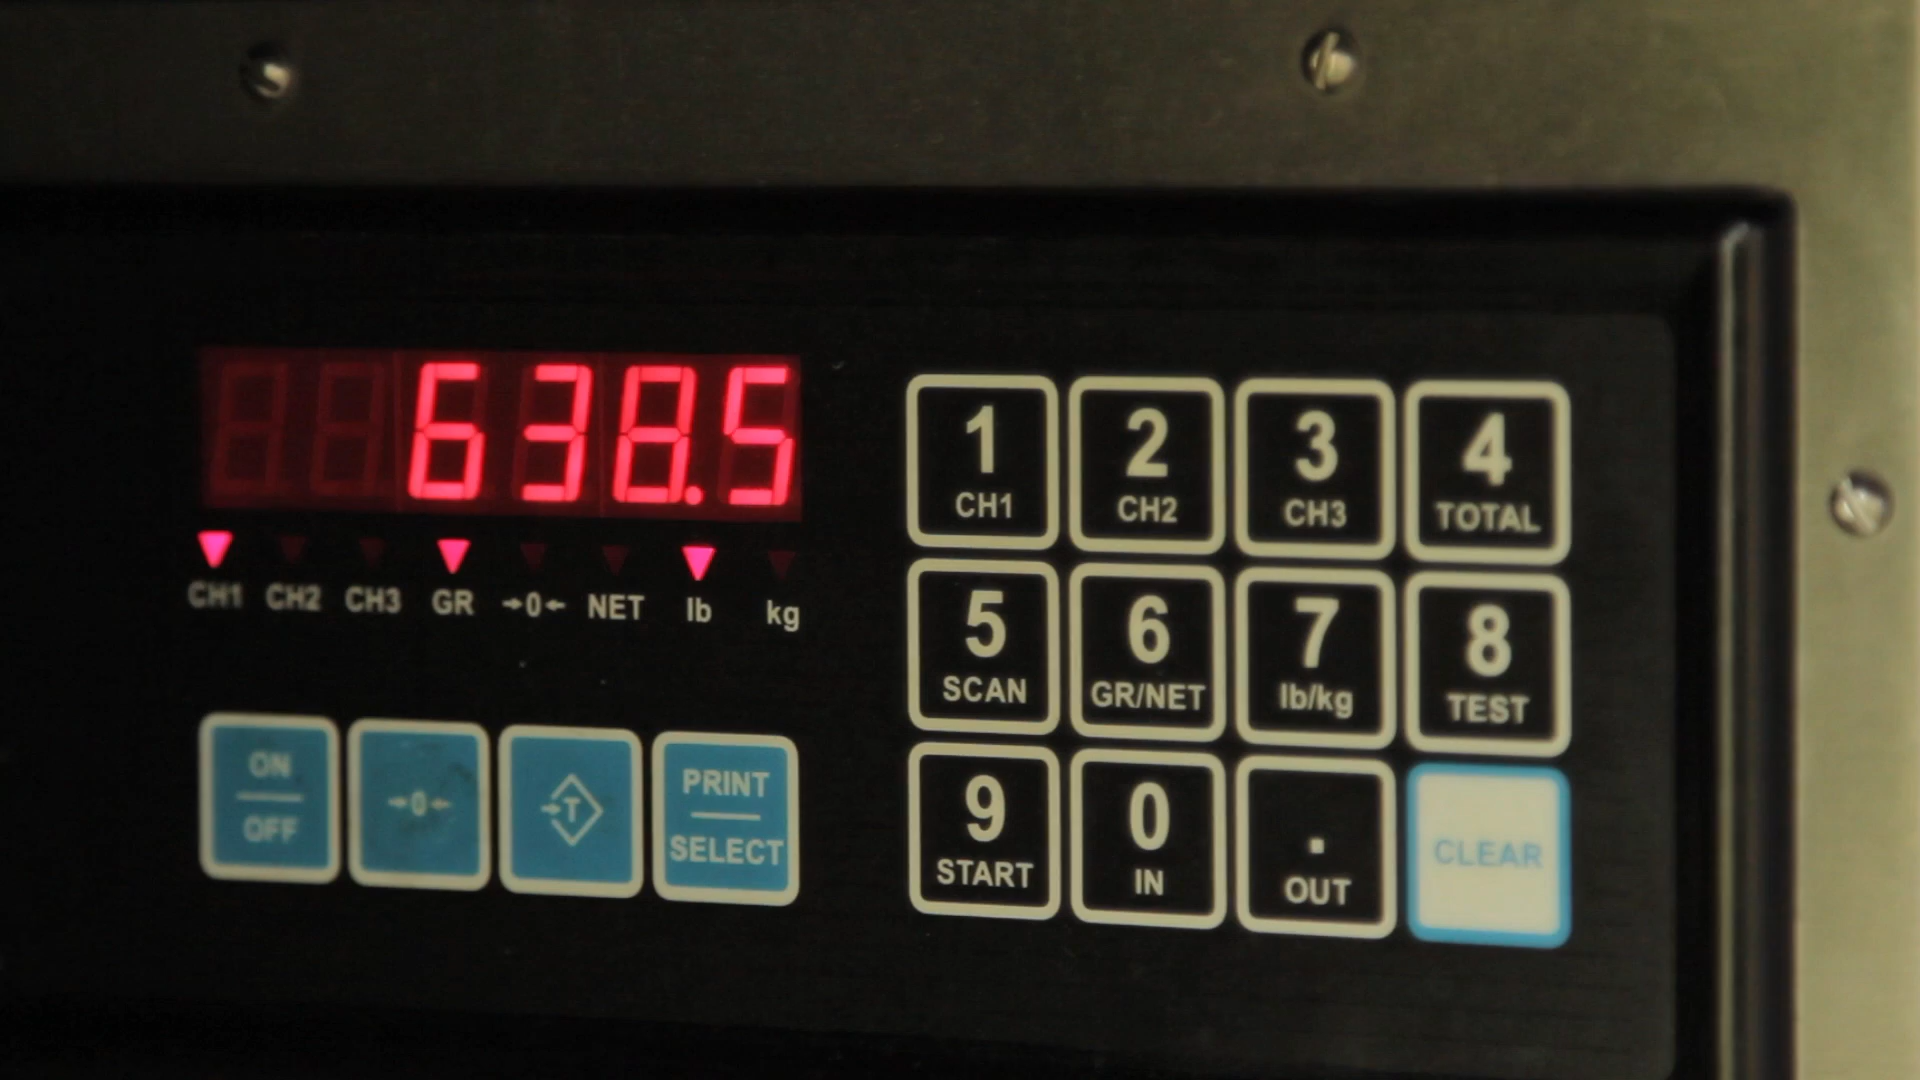 638.5
CH1 CH2 CH3 GR →0← NET lb kg
ON
OFF
→0←
→T
PRINT
SELECT
1 2 3 4
CH1 CH2 CH3 TOTAL
5 6 7 8
SCAN GR/NET lb/kg TEST
9 0 .
START IN OUT CLEAR